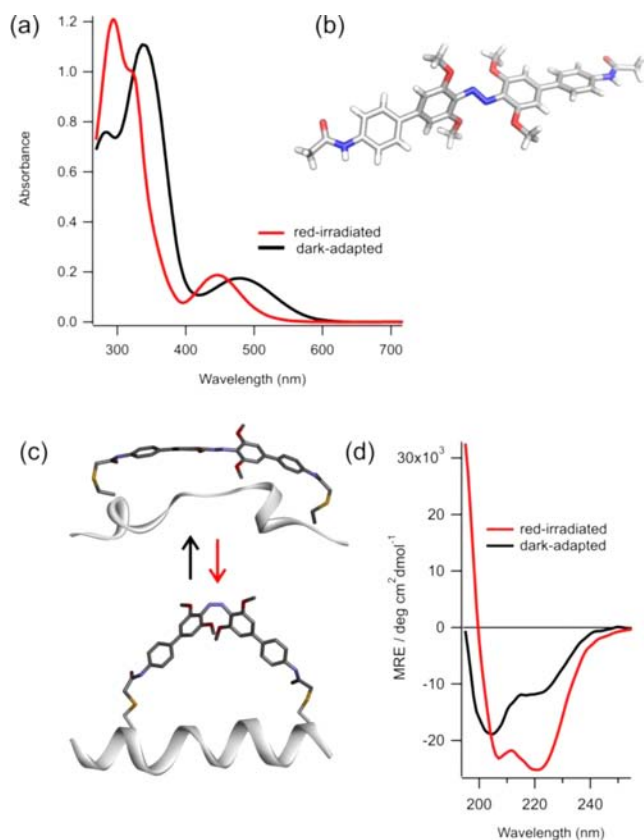 (a)
(b)
1.2
1.0
0.8
0.6
0.4
0.2
0.0
Absorbance
red-irradiated
dark-adapted
300 400 500 600 700
Wavelength (nm)
(c)
(d)
30x10³
20
10
0
-10
-20
MRE / deg cm² dmol⁻¹
red-irradiated
dark-adapted
200 220 240
Wavelength (nm)